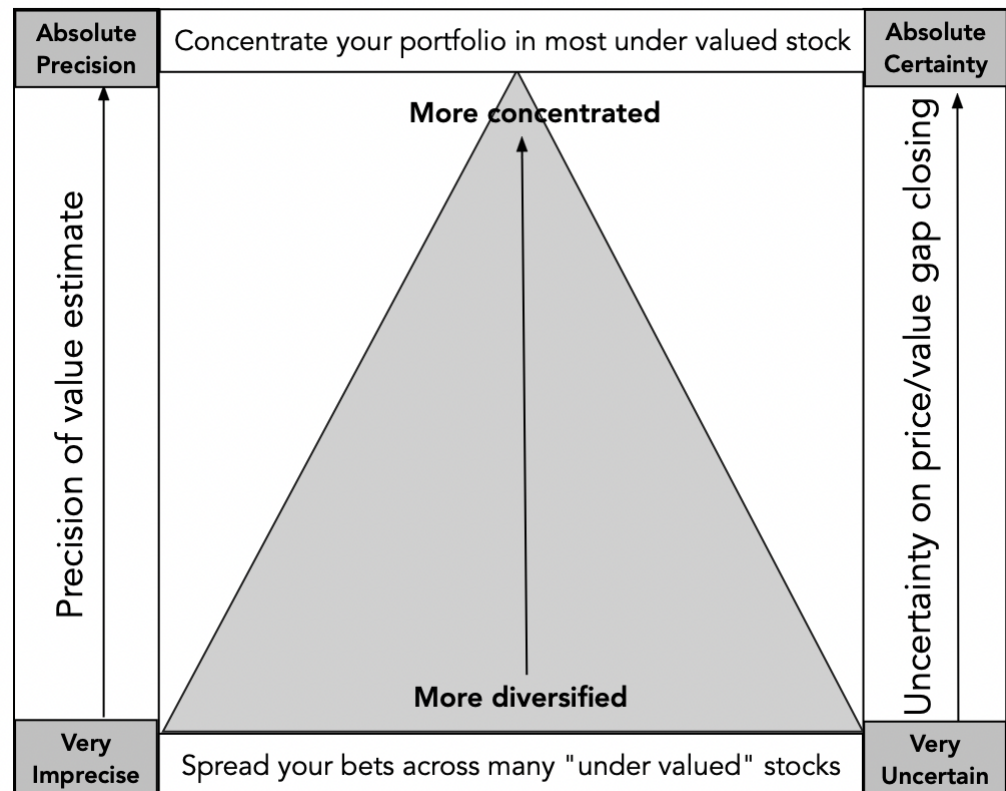 Absolute
Precision
Concentrate your portfolio in most under valued stock
Absolute
Certainty
More concentrated
Precision of value estimate
Uncertainty on price/value gap closing
More diversified
Very
Imprecise
Spread your bets across many "under valued" stocks
Very
Uncertain